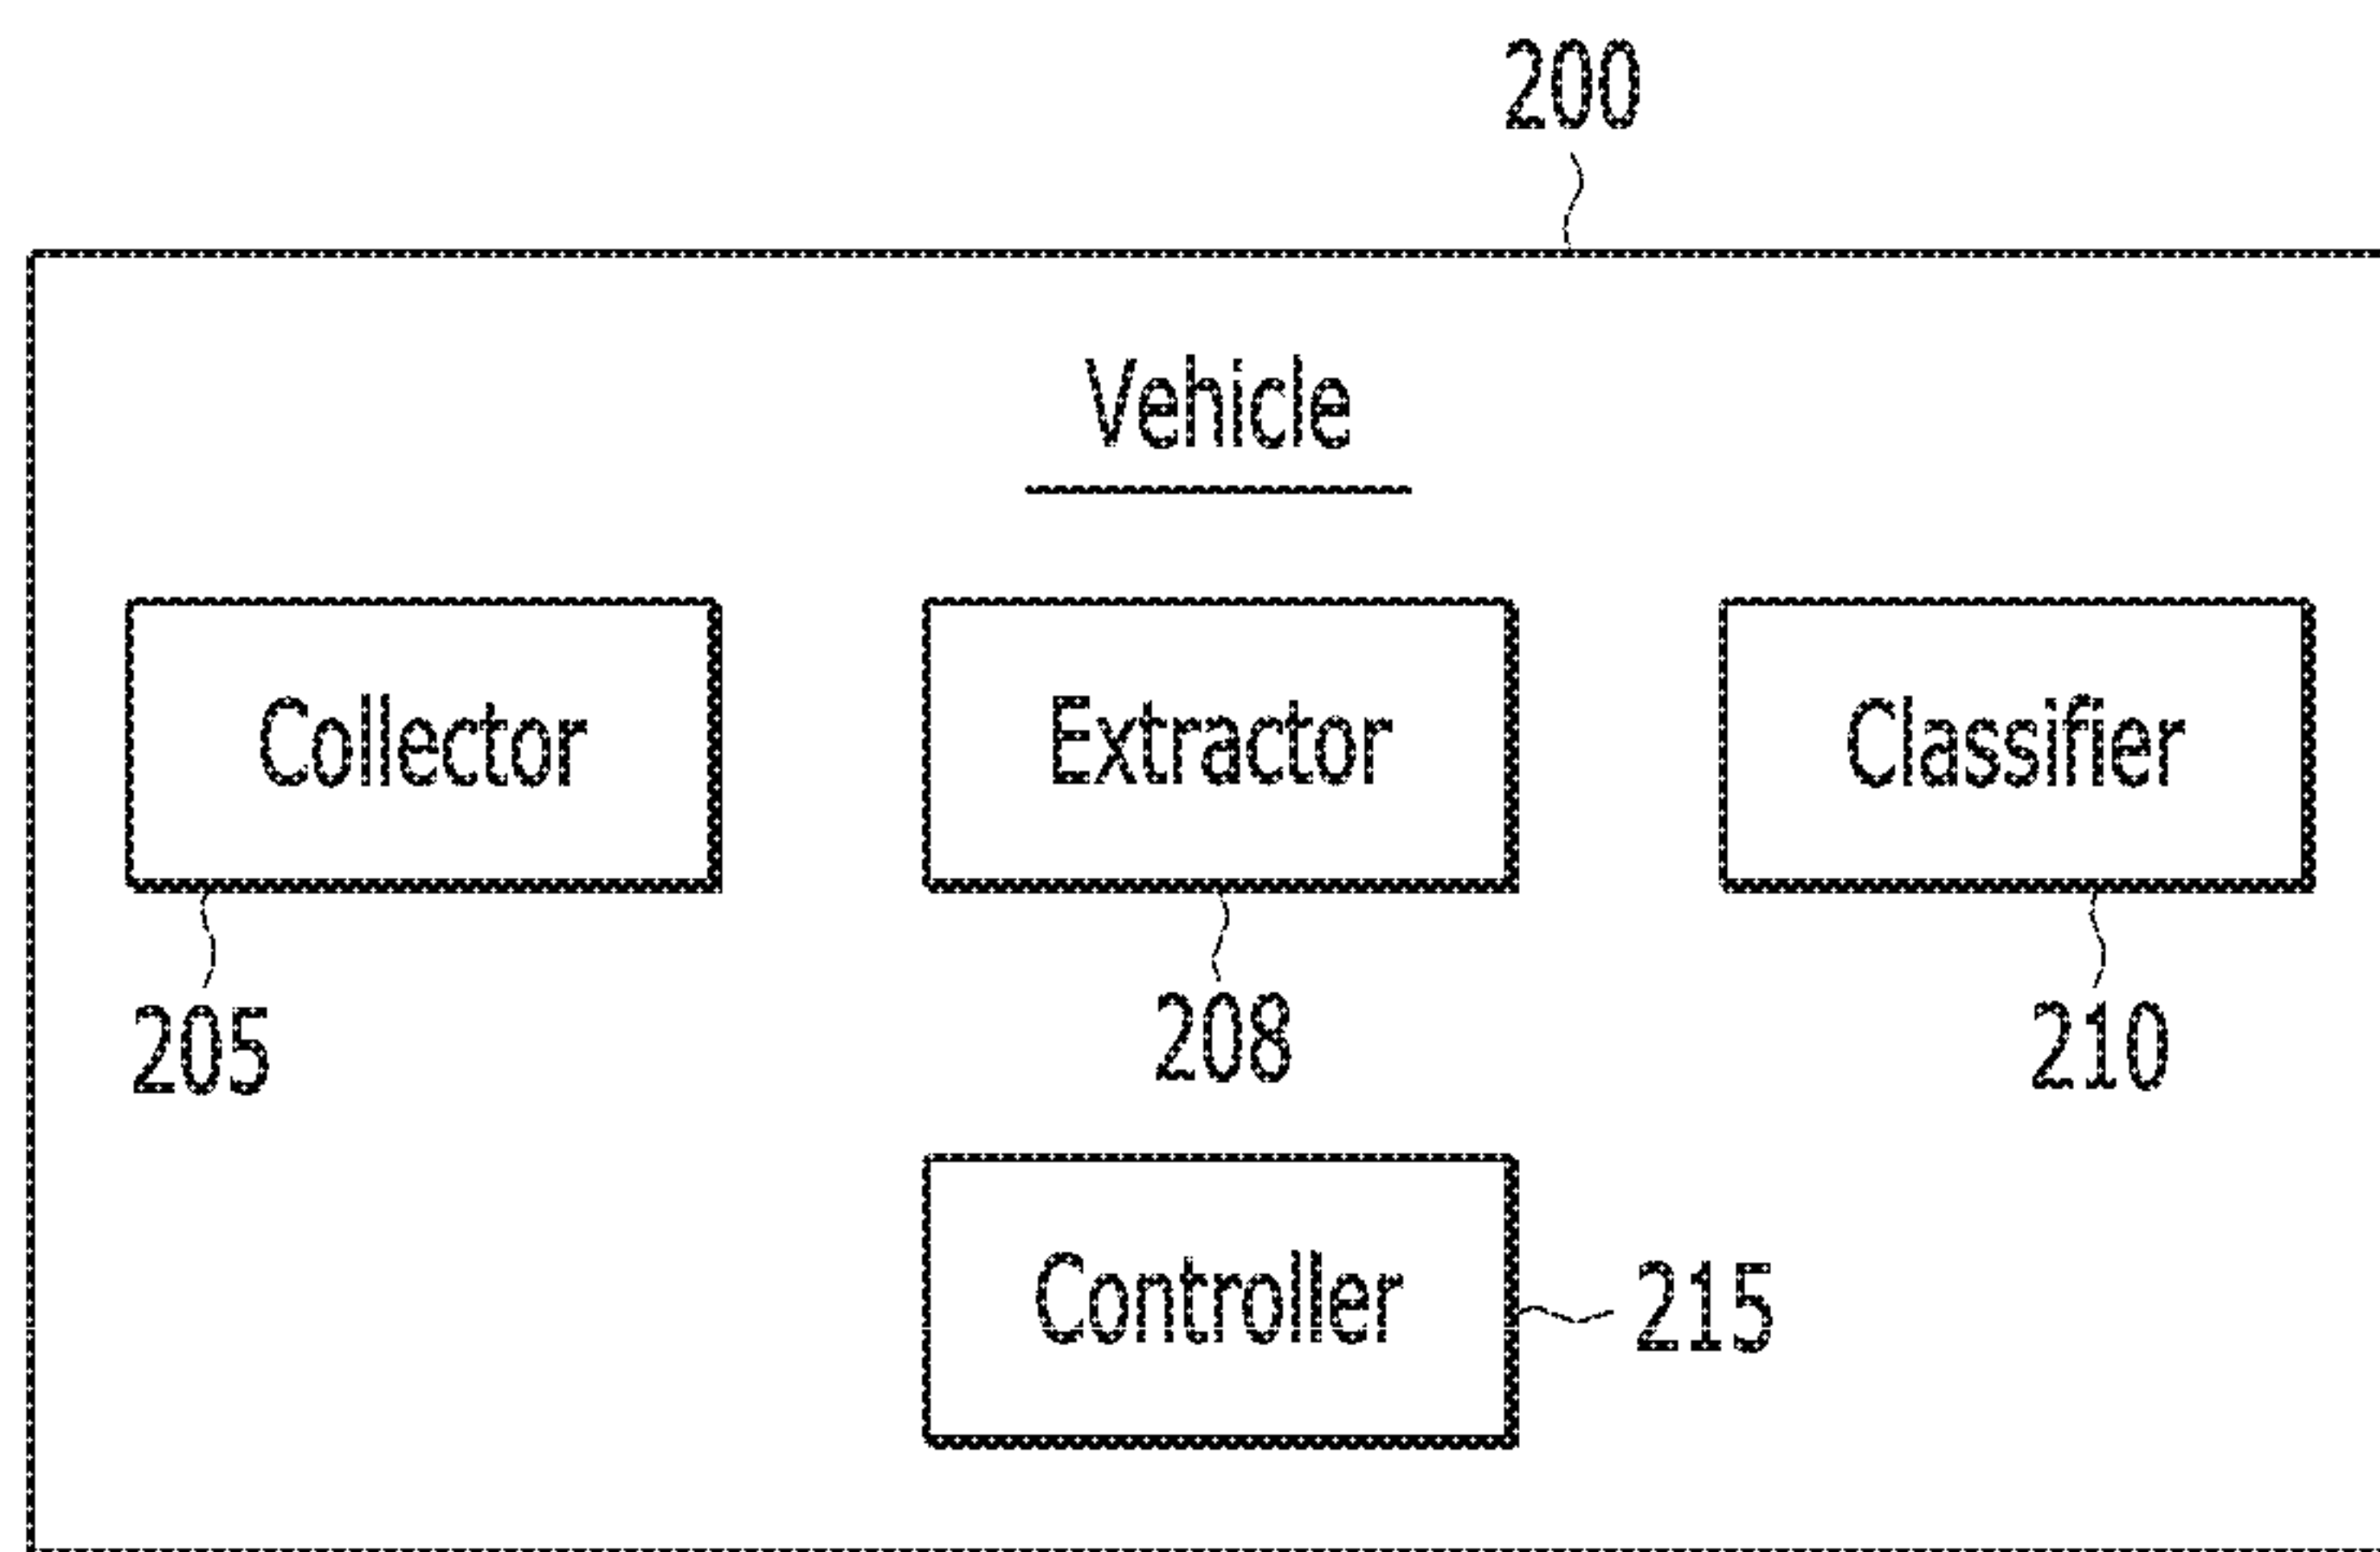 200
Vehicle
Collector
Extractor
Classifier
205
208
210
Controller
215